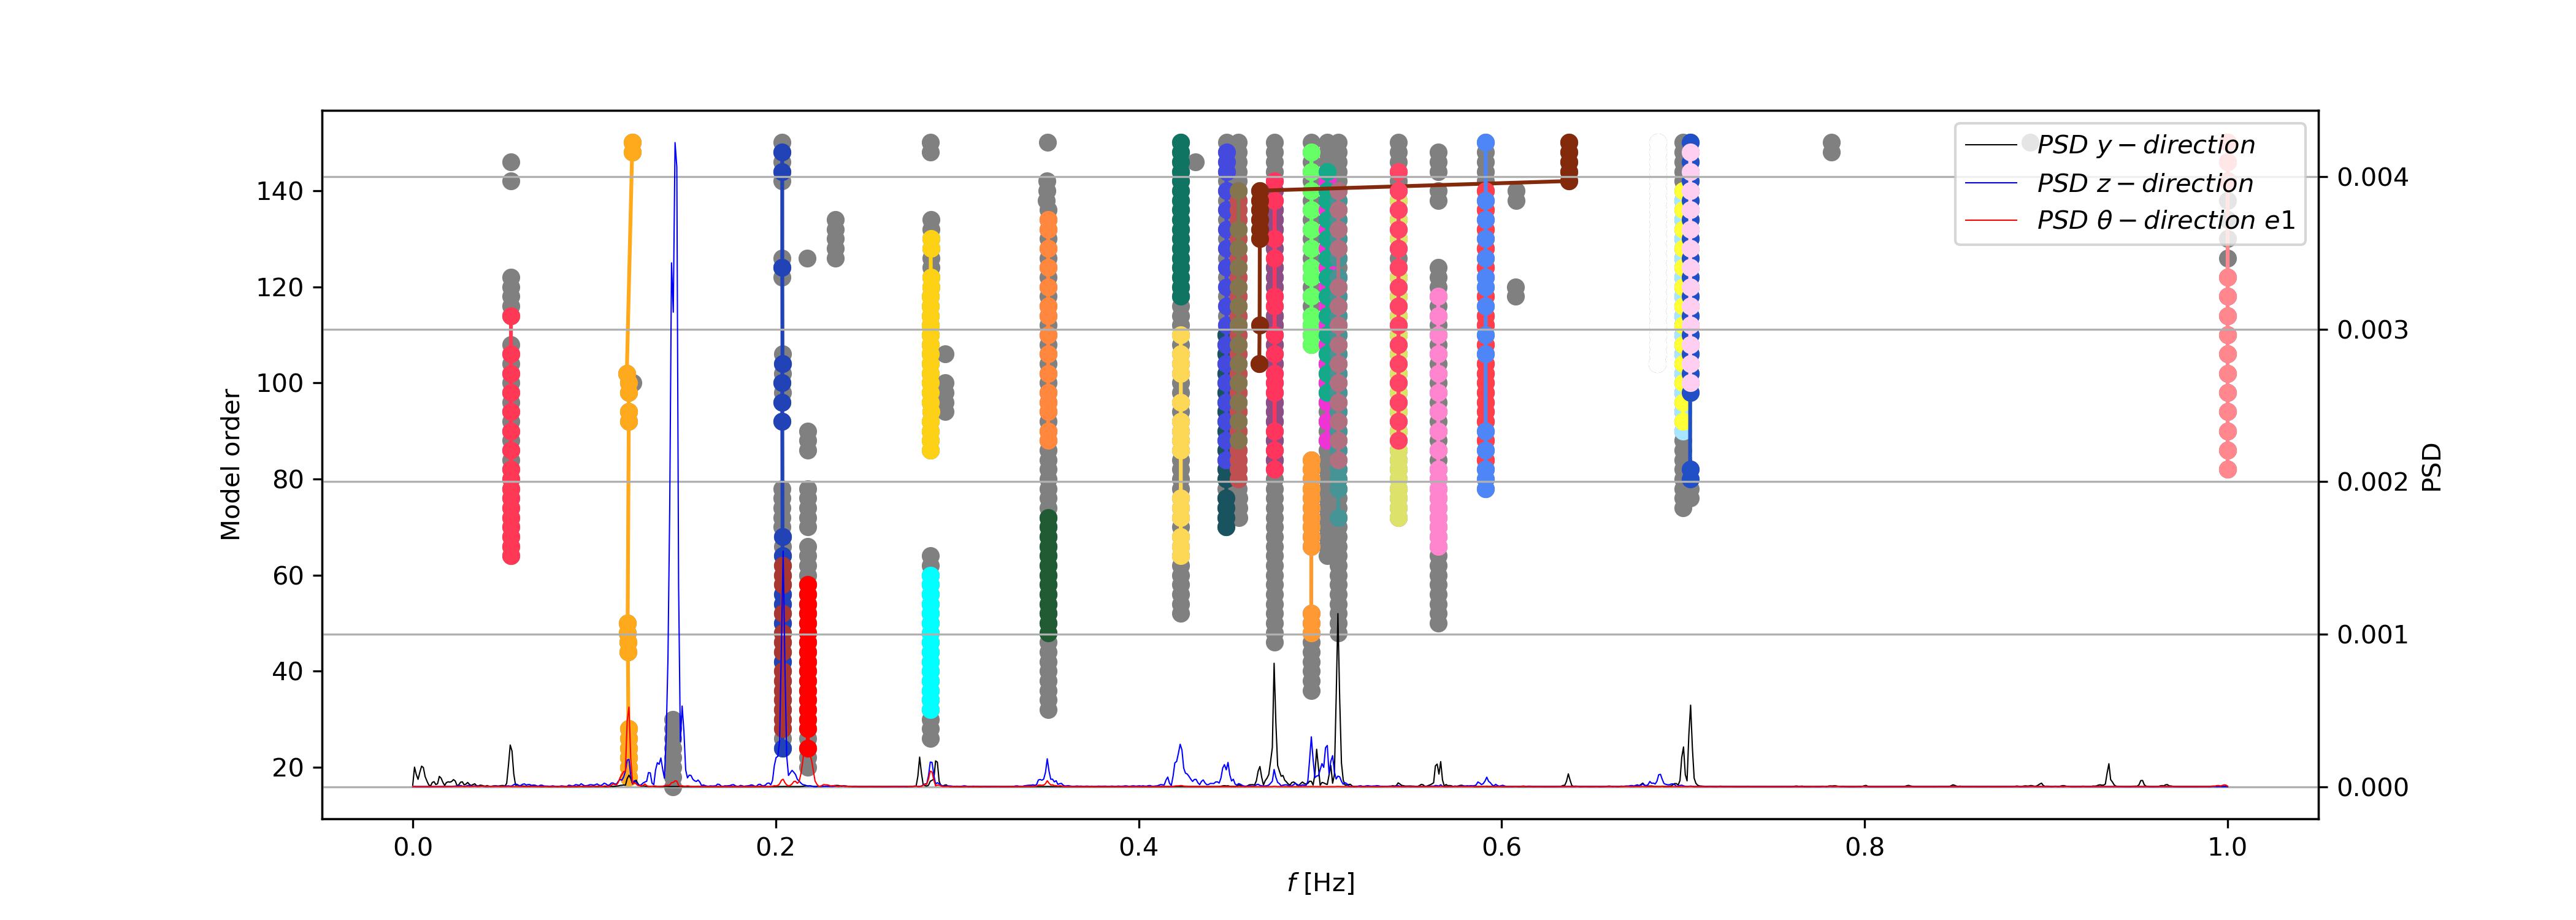 PSD y − direction
PSD z − direction
PSD θ − direction e1
Model order
140
120
100
80
60
40
20
0.004
0.003
0.002
0.001
0.000
PSD
0.0 0.2 0.4 0.6 0.8 1.0
f [Hz]